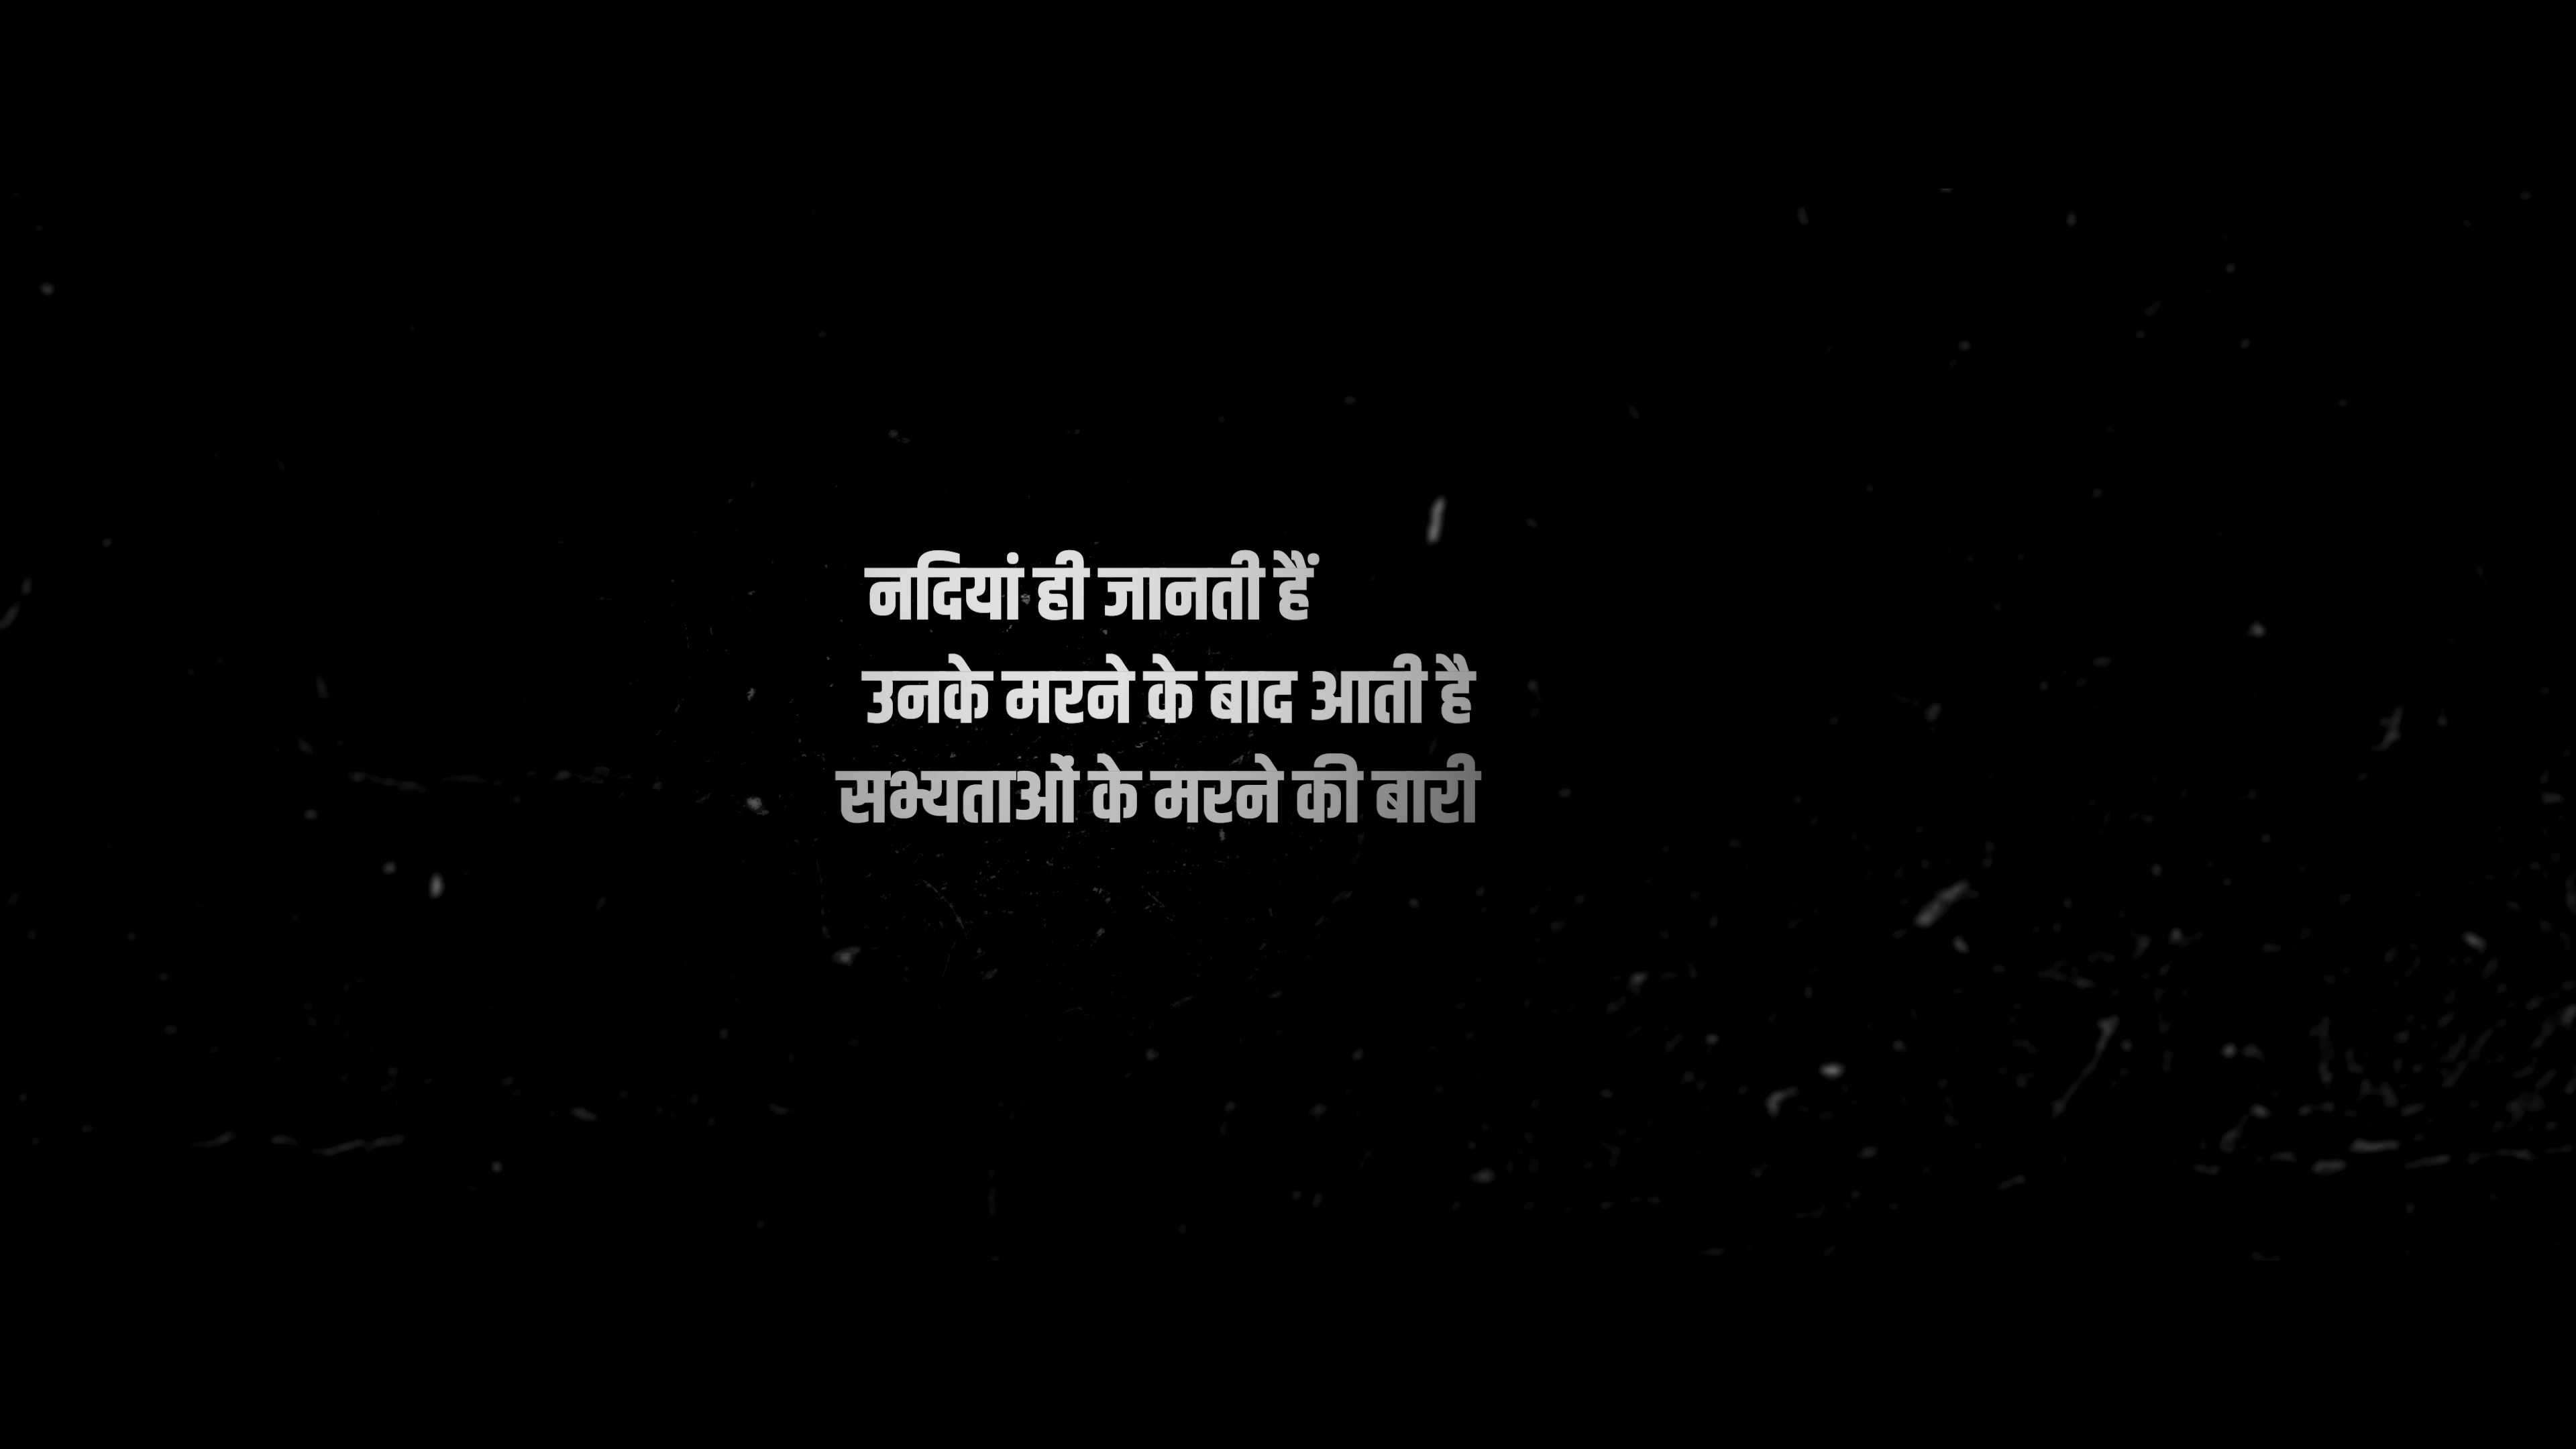 नदियां ही जानती हैं
उनके मरने के बाद आती है
सभ्यताओं के मरने की बारी